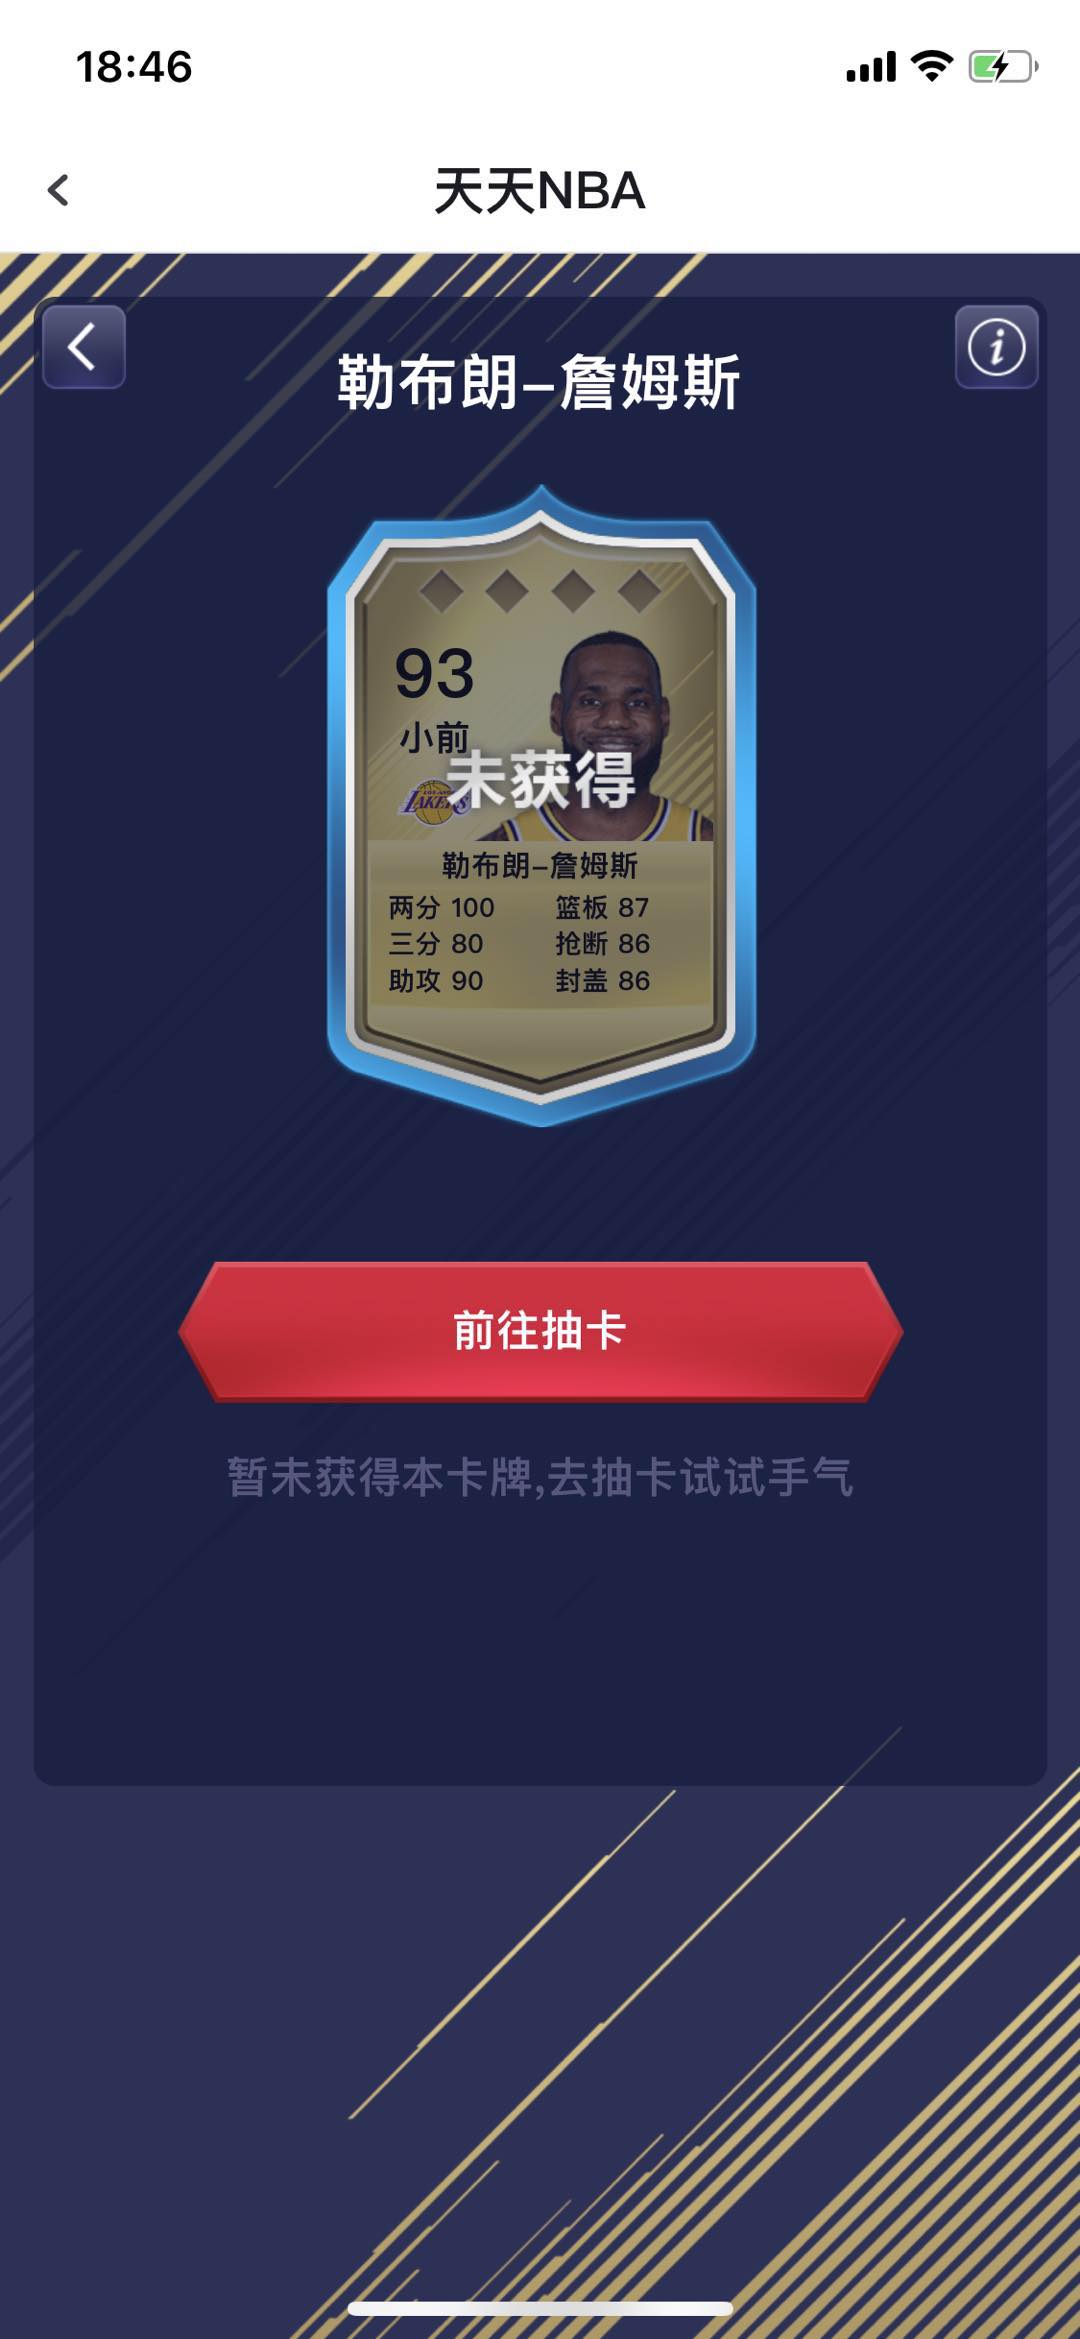 18:46
天天NBA
勒布朗–詹姆斯
93
小前
LOS ANGELES
LAKERS
未获得
勒布朗–詹姆斯
两分 100 篮板 87
三分 80 抢断 86
助攻 90 封盖 86
前往抽卡
暂未获得本卡牌,去抽卡试试手气